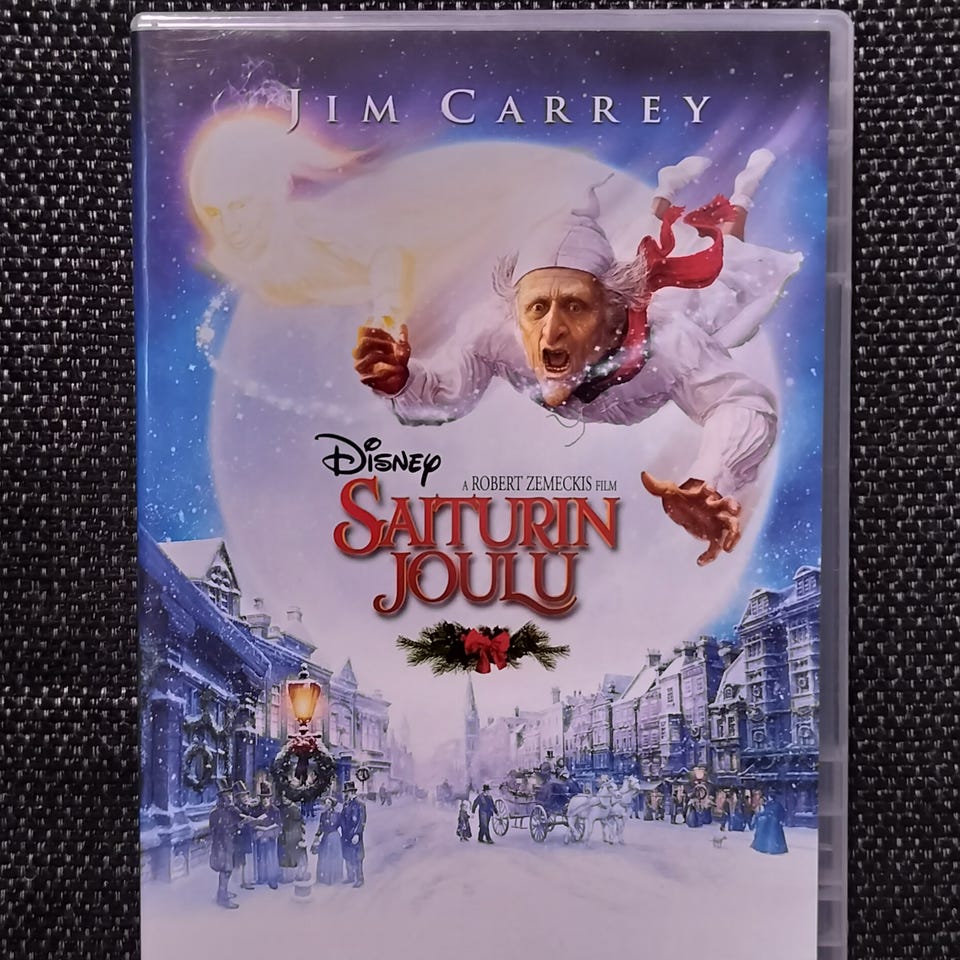 JIM CARREY
DISNEY
A ROBERT ZEMECKIS FILM
SAITURIN
JOULU